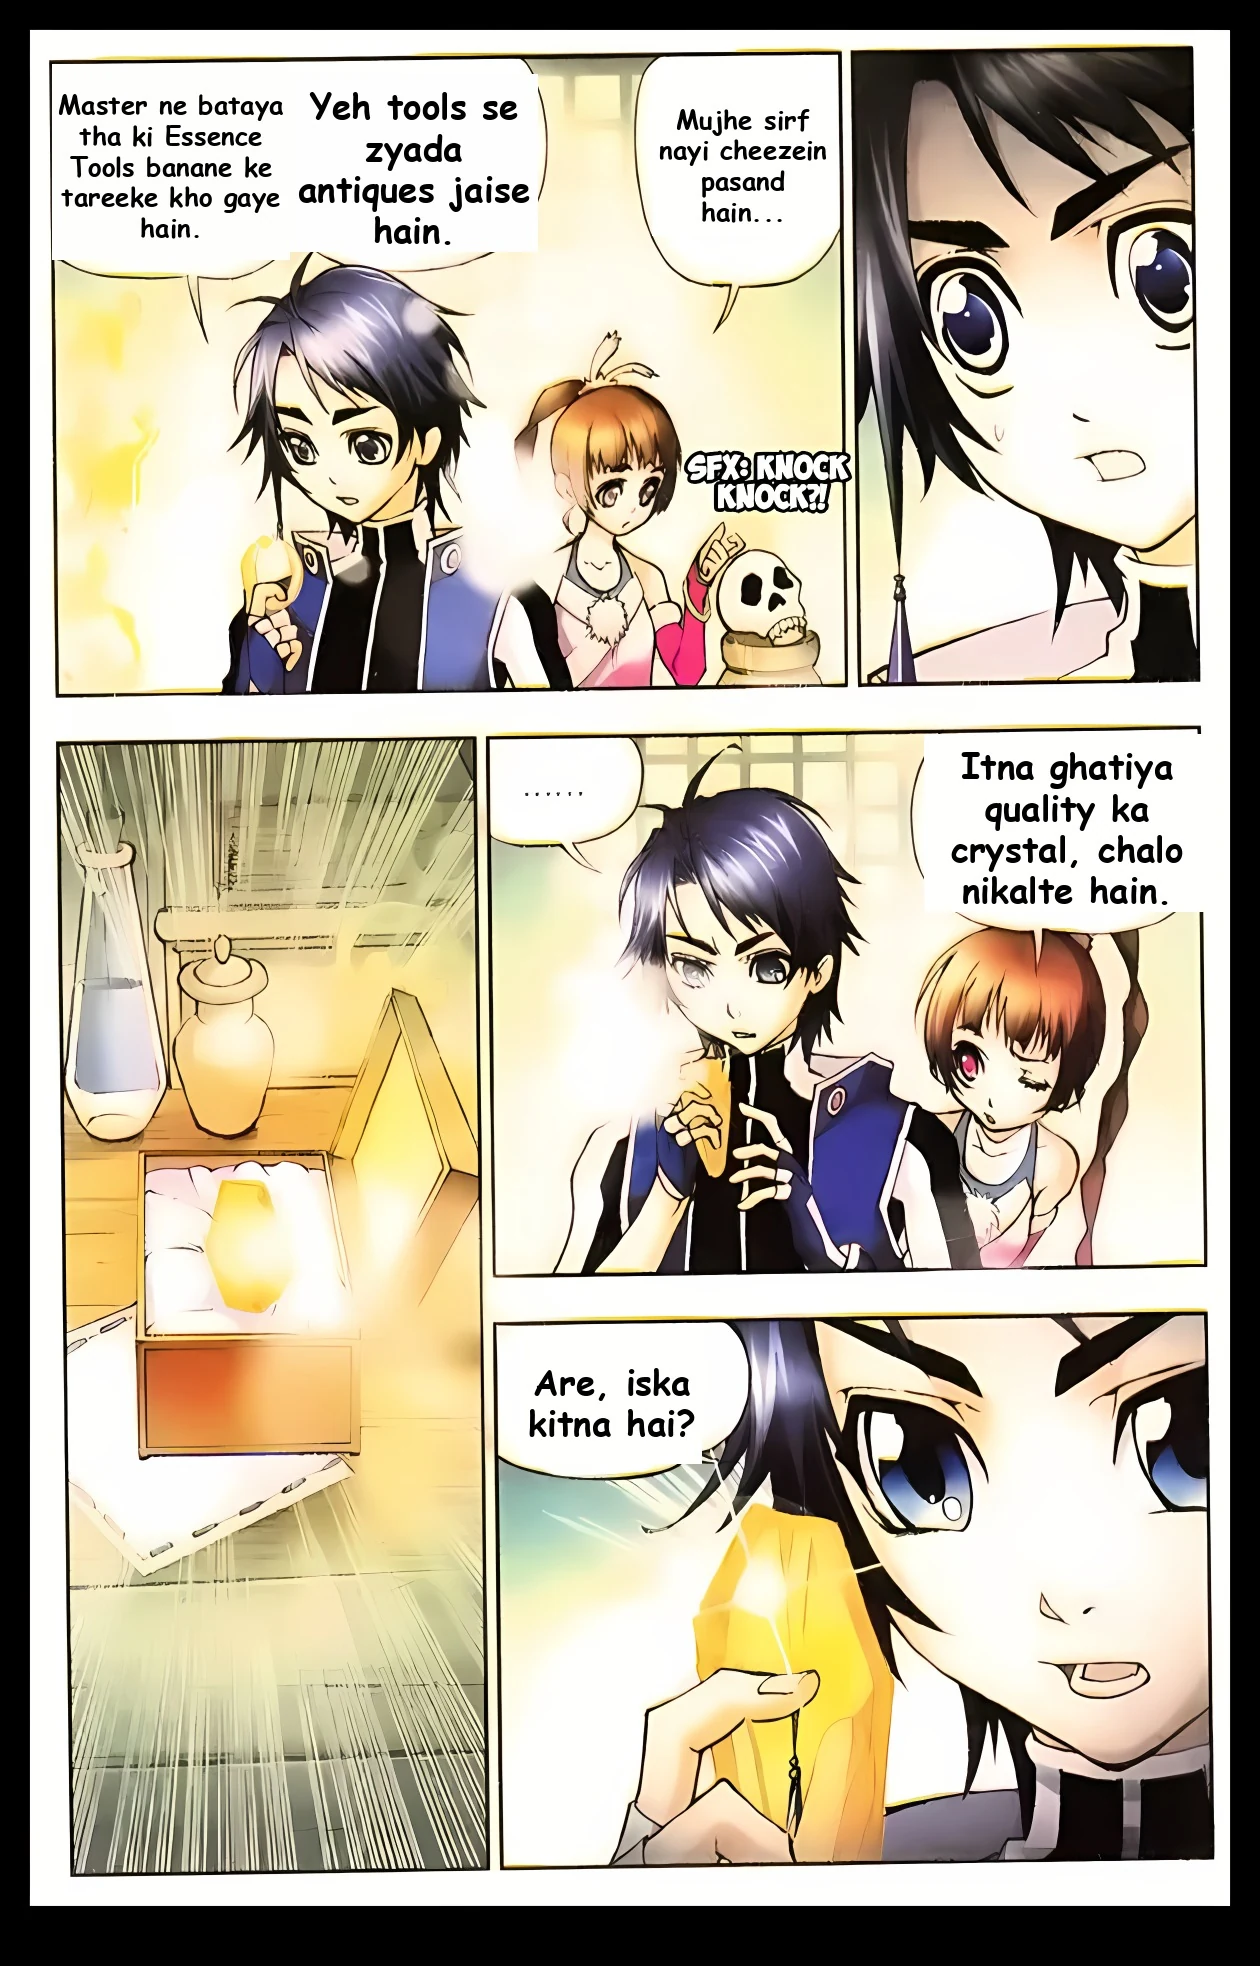 Master ne bataya
tha ki Essence
Tools banane ke
tareeke kho gaye
hain.
Yeh tools se
zyada
antiques jaise
hain.
Mujhe sirf
nayi cheezein
pasand
hain...
SFX: KNOCK
KNOCK?!
......
Itna ghatiya
quality ka
crystal, chalo
nikalte hain.
Are, iska
kitna hai?